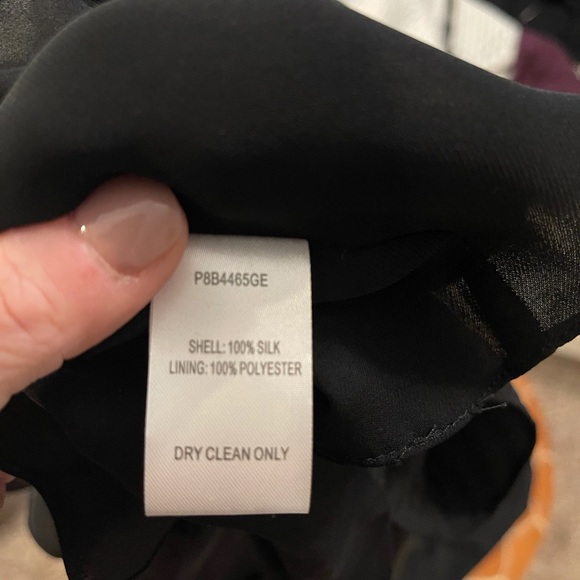 P8B4465GE
SHELL: 100% SILK
LINING: 100% POLYESTER
DRY CLEAN ONLY